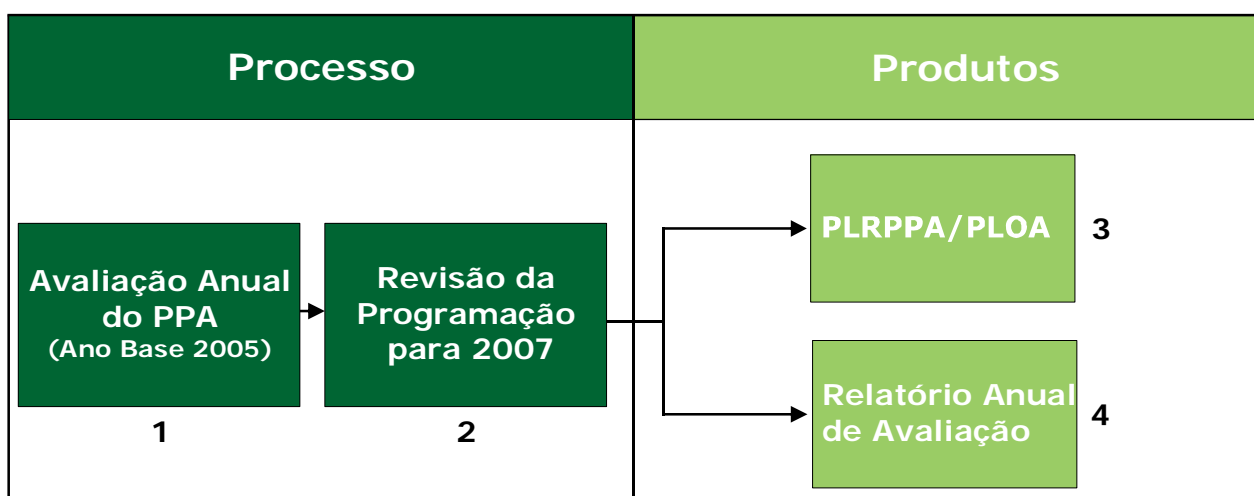 Processo
Produtos
Avaliação Anual
do PPA
(Ano Base 2005)
1
Revisão da
Programação
para 2007
2
PLRPPA/PLOA
3
Relatório Anual
de Avaliação
4